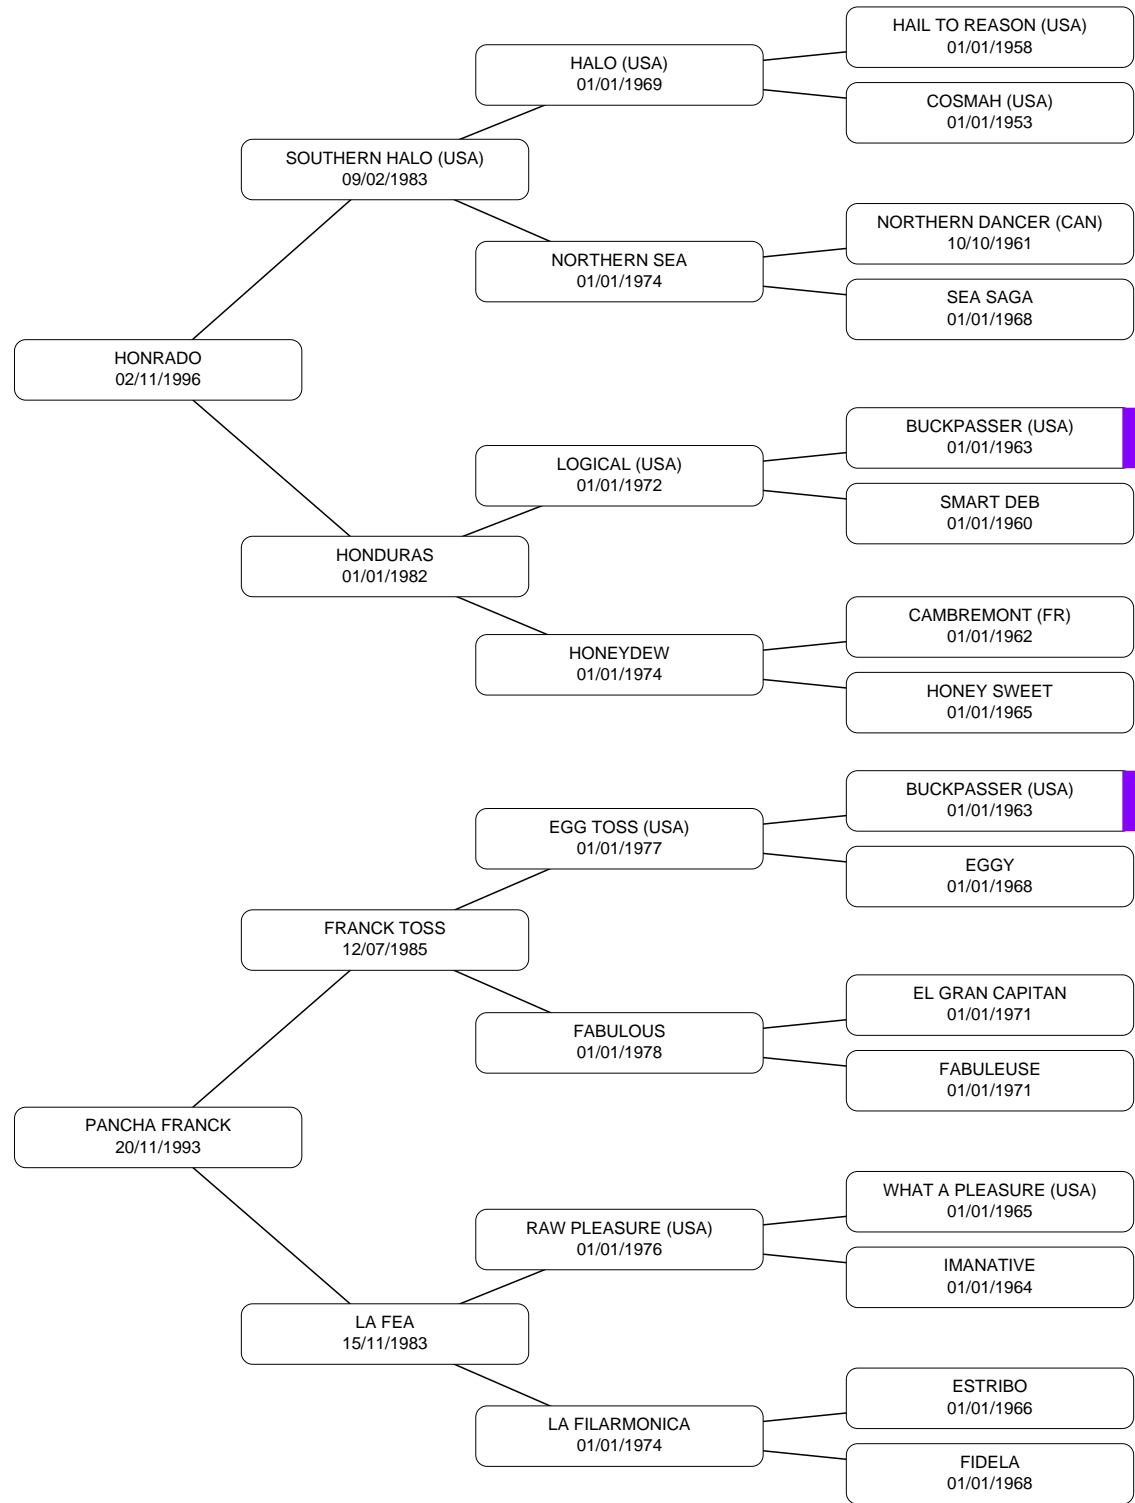 HAIL TO REASON (USA)
01/01/1958
HALO (USA)
01/01/1969
COSMAH (USA)
01/01/1953
SOUTHERN HALO (USA)
09/02/1983
NORTHERN DANCER (CAN)
10/10/1961
NORTHERN SEA
01/01/1974
SEA SAGA
01/01/1968
HONRADO
02/11/1996
BUCKPASSER (USA)
01/01/1963
LOGICAL (USA)
01/01/1972
SMART DEB
01/01/1960
HONDURAS
01/01/1982
CAMBREMONT (FR)
01/01/1962
HONEYDEW
01/01/1974
HONEY SWEET
01/01/1965
BUCKPASSER (USA)
01/01/1963
EGG TOSS (USA)
01/01/1977
EGGY
01/01/1968
FRANCK TOSS
12/07/1985
EL GRAN CAPITAN
01/01/1971
FABULOUS
01/01/1978
FABULEUSE
01/01/1971
PANCHA FRANCK
20/11/1993
WHAT A PLEASURE (USA)
01/01/1965
RAW PLEASURE (USA)
01/01/1976
IMANATIVE
01/01/1964
LA FEA
15/11/1983
ESTRIBO
01/01/1966
LA FILARMONICA
01/01/1974
FIDELA
01/01/1968